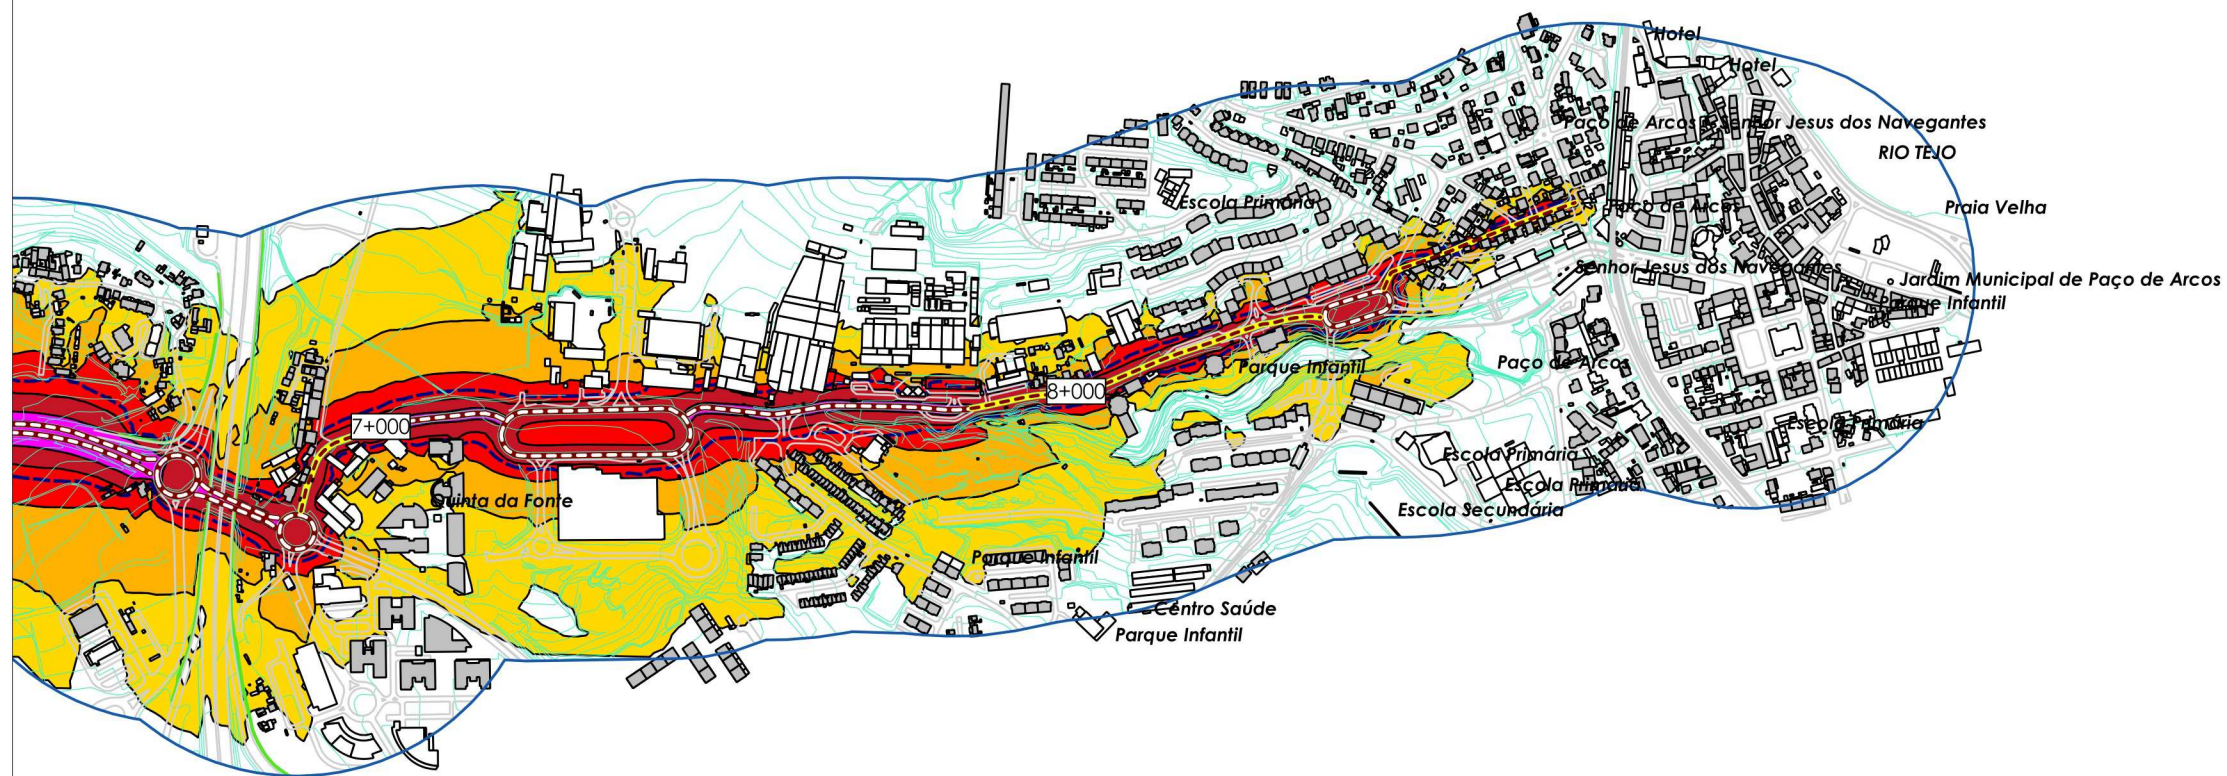 Hotel
Hotel
Paço de Arcos
Senhor Jesus dos Navegantes
RIO TEJO
Escola Primária
Paço de Arcos
Praia Velha
Senhor Jesus dos Navegantes
Jardim Municipal de Paço de Arcos
Parque Infantil
Paço de Arcos
Parque Infantil
8+000
7+000
Escola Primária
Escola Primária
Escola Primária
Quinta da Fonte
Escola Secundária
Parque Infantil
Centro Saúde
Parque Infantil